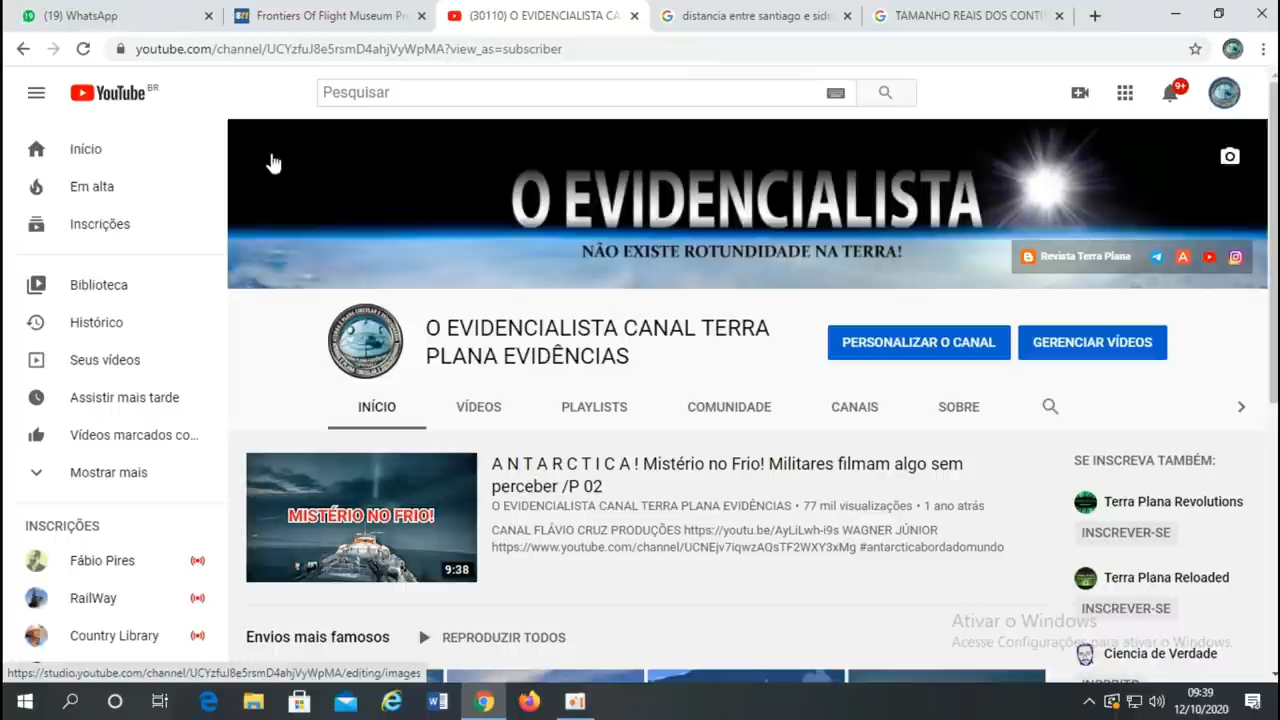 (19) WhatsApp
Frontiers Of Flight Museum Pr
(30110) O EVIDENCIALISTA CA
distancia entre santiago e sidn
TAMANHO REAIS DOS CONTI
youtube.com/channel/UCYzfuJ8e5rsmD4ahjVyWpMA?view_as=subscriber
YouTube BR
Pesquisar
9+
Início
Em alta
Inscrições
Biblioteca
Histórico
Seus vídeos
Assistir mais tarde
Vídeos marcados co...
Mostrar mais
INSCRIÇÕES
Fábio Pires
RailWay
Country Library
O EVIDENCIALISTA
NÃO EXISTE ROTUNDIDADE NA TERRA!
Revista Terra Plana
O EVIDENCIALISTA CANAL TERRA
PLANA EVIDÊNCIAS
PERSONALIZAR O CANAL
GERENCIAR VÍDEOS
INÍCIO
VÍDEOS
PLAYLISTS
COMUNIDADE
CANAIS
SOBRE
MISTÉRIO NO FRIO!
9:38
A N T A R C T I C A ! Mistério no Frio! Militares filmam algo sem
perceber /P 02
O EVIDENCIALISTA CANAL TERRA PLANA EVIDÊNCIAS • 77 mil visualizações • 1 ano atrás
CANAL FLÁVIO CRUZ PRODUÇÕES https://youtu.be/AyLiLwh-i9s WAGNER JÚNIOR
https://www.youtube.com/channel/UCNEjv7iqwzAQsTF2WXY3xMg #antarcticabordadomundo
Envios mais famosos
REPRODUZIR TODOS
SE INSCREVA TAMBÉM:
Terra Plana Revolutions
INSCREVER-SE
Terra Plana Reloaded
INSCREVER-SE
Ciencia de Verdade
Ativar o Windows
Acesse Configurações para ativar o Windows.
https://studio.youtube.com/channel/UCYzfuJ8e5rsmD4ahjVyWpMA/editing/images
09:39
12/10/2020